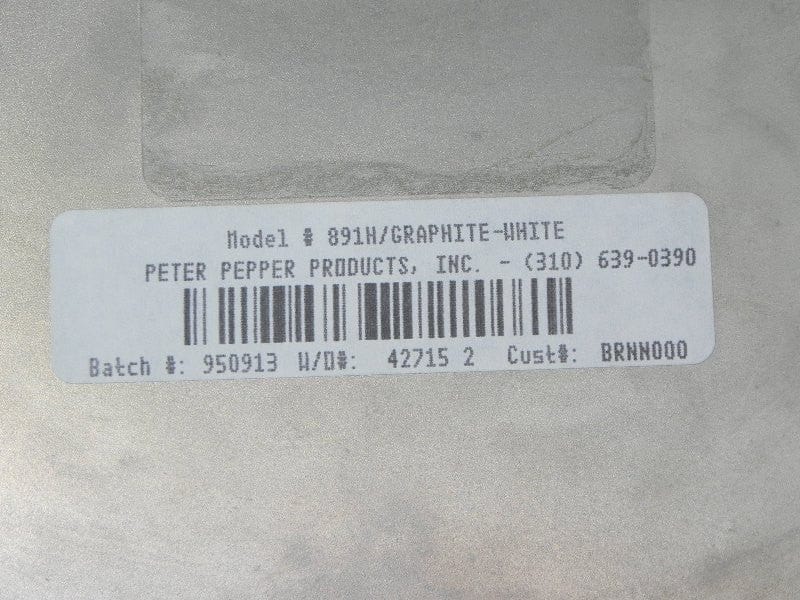 Model # 891H/GRAPHITE-WHITE
PETER PEPPER PRODUCTS, INC. - (310) 639-0390
Batch #: 950913 W/O#: 42715 2 Cust#: BRNN000